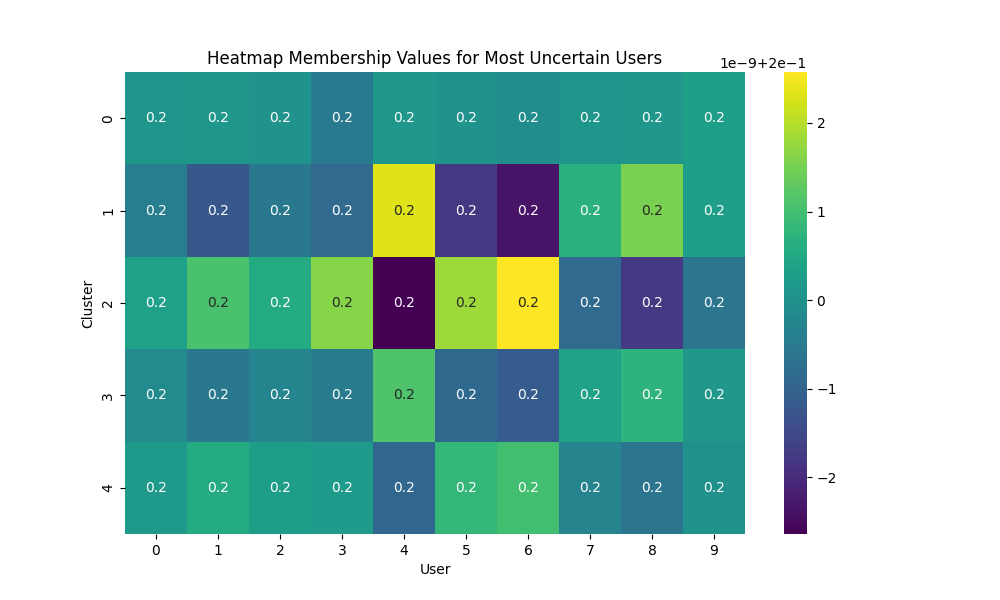 Heatmap Membership Values for Most Uncertain Users
1e−9+2e−1
0 0.2 0.2 0.2 0.2 0.2 0.2 0.2 0.2 0.2 0.2
1 0.2 0.2 0.2 0.2 0.2 0.2 0.2 0.2 0.2 0.2
2 0.2 0.2 0.2 0.2 0.2 0.2 0.2 0.2 0.2 0.2
3 0.2 0.2 0.2 0.2 0.2 0.2 0.2 0.2 0.2 0.2
4 0.2 0.2 0.2 0.2 0.2 0.2 0.2 0.2 0.2 0.2
Cluster
0 1 2 3 4 5 6 7 8 9
User
2
1
0
−1
−2